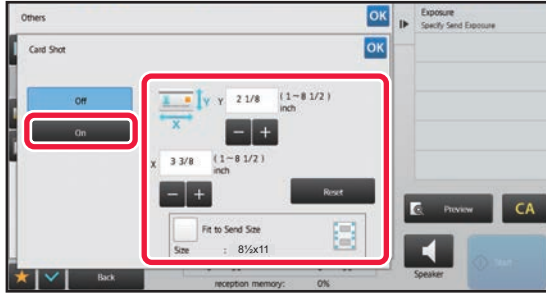 Others
OK
Exposure
Specify Send Exposure
Card Shot
OK
Off
On
Y
Y 2 1/8 (1~8 1/2)
inch
X
X 3 3/8 (1~8 1/2)
inch
Reset
Fit to Send Size
Size : 8½x11
Preview
CA
Speaker
Start
Back
reception memory: 0%